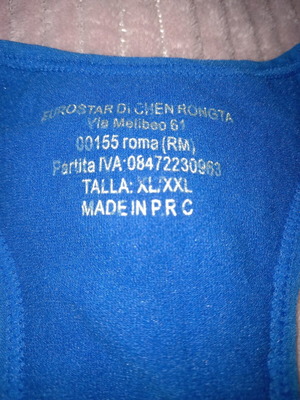 EUROSTAR DI CHEN RONGTA
Via Melibeo 61
00155 roma (RM)
Partita IVA:08472230963
TALLA: XL/XXL
MADE IN P.R C